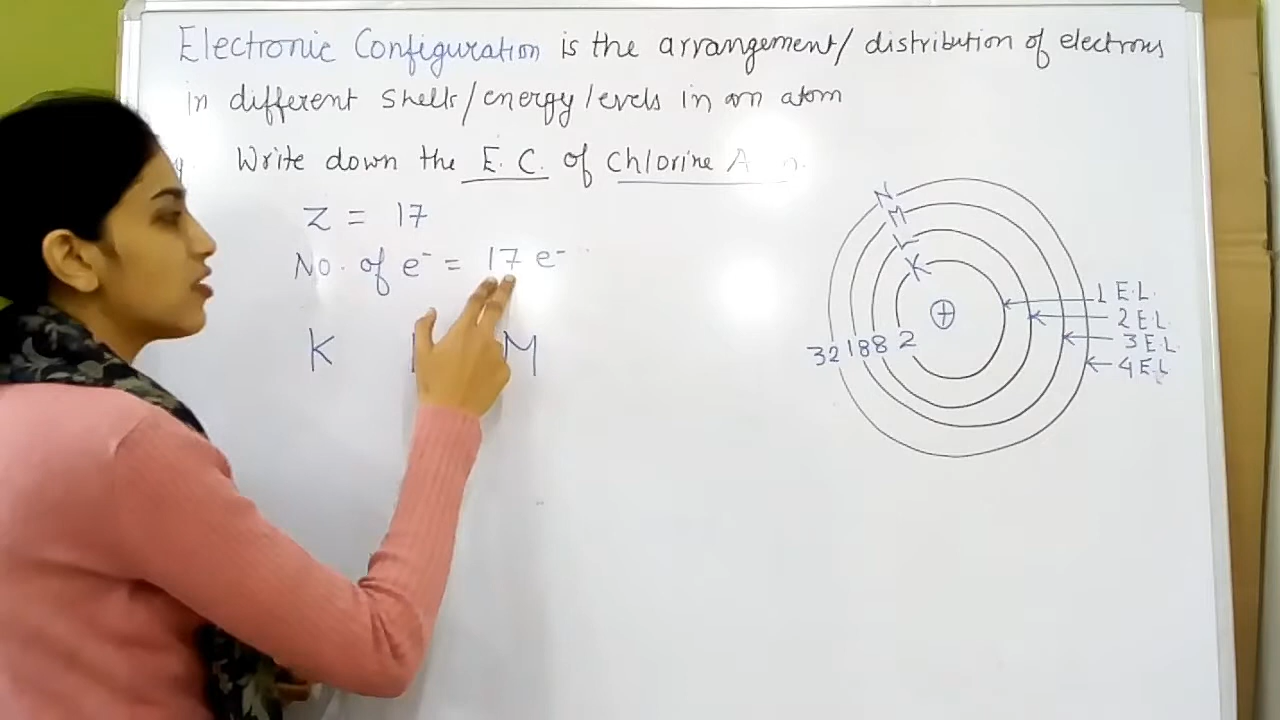 Electronic Configuration is the arrangement/distribution of electrons
in different shells/energy levels in an atom
Write down the E.C. of Chlorine
Z = 17
No. of e⁻ = 17 e⁻
K M
N
M
L
K
+
32 18 8 2
1 E.L.
2 E.L.
3 E.L.
4 E.L